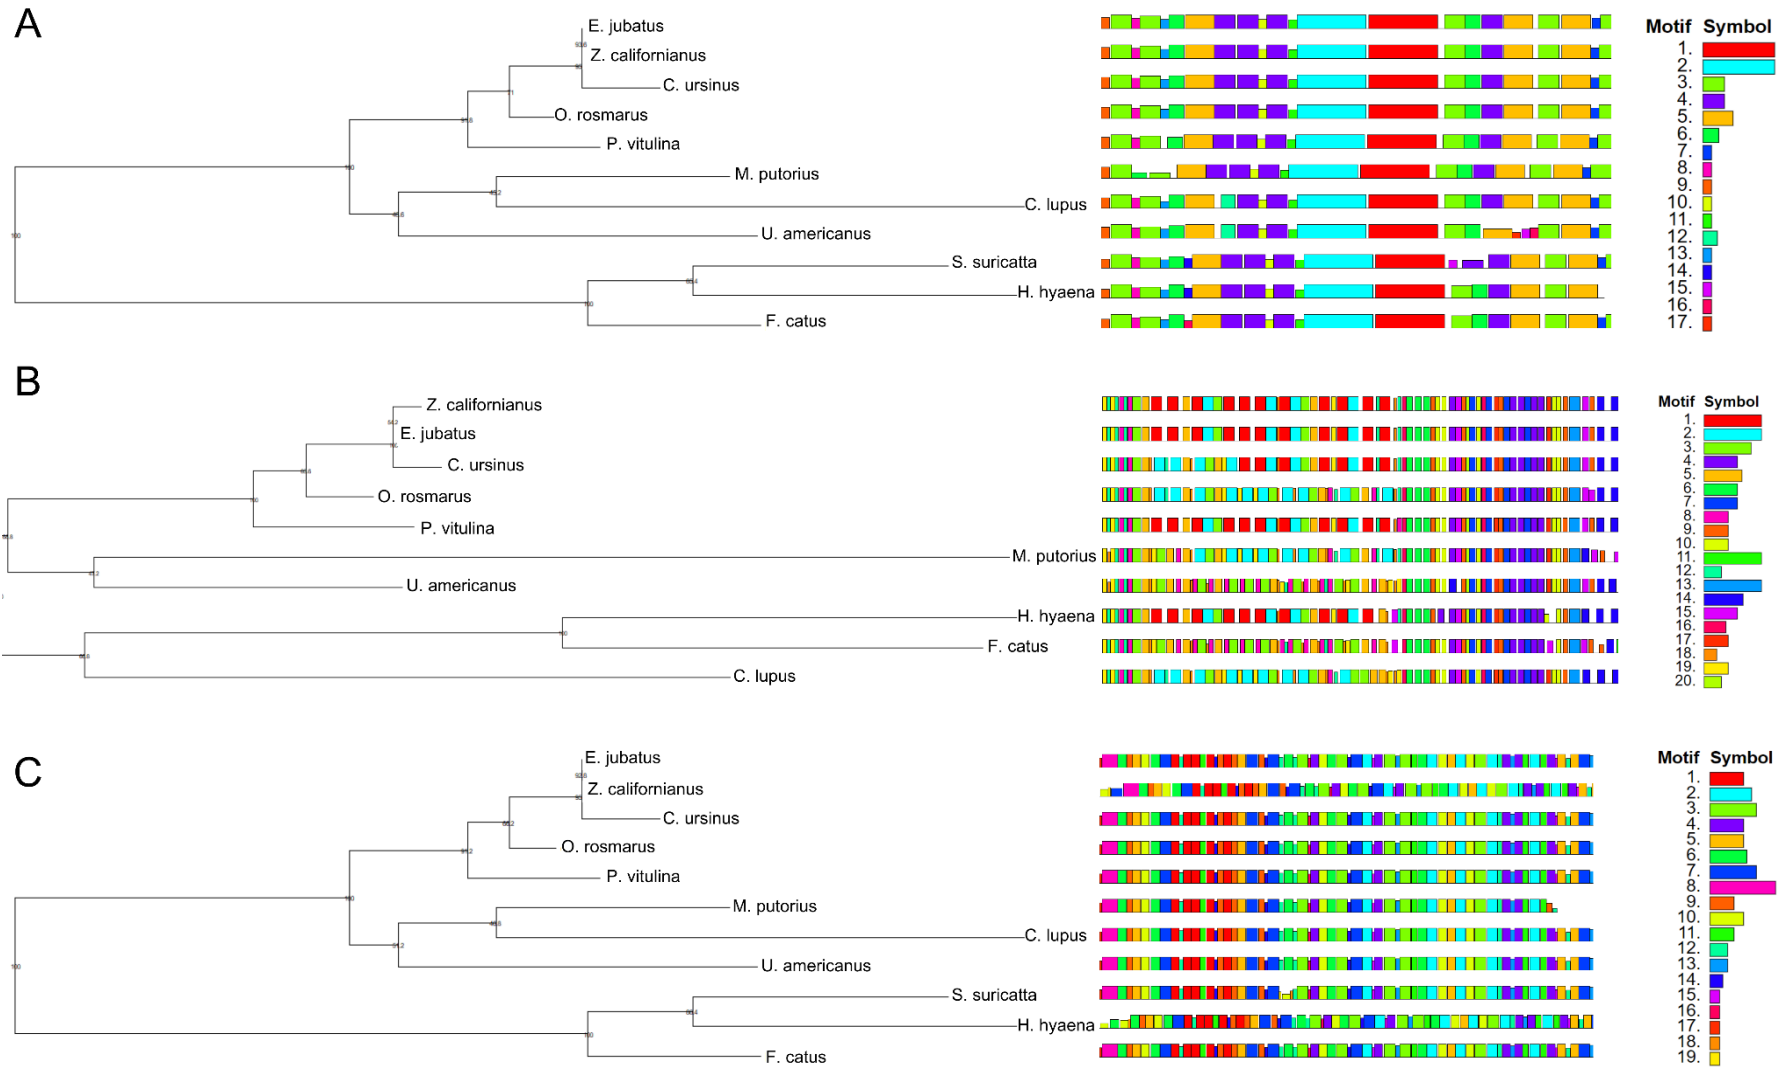 A
E. jubatus
Z. californianus
C. ursinus
O. rosmarus
P. vitulina
M. putorius
C. lupus
U. americanus
S. suricatta
H. hyaena
F. catus
Motif Symbol
1.
2.
3.
4.
5.
6.
7.
8.
9.
10.
11.
12.
13.
14.
15.
16.
17.
B
Z. californianus
E. jubatus
C. ursinus
O. rosmarus
P. vitulina
M. putorius
U. americanus
H. hyaena
F. catus
C. lupus
Motif Symbol
1.
2.
3.
4.
5.
6.
7.
8.
9.
10.
11.
12.
13.
14.
15.
16.
17.
18.
19.
20.
C
E. jubatus
Z. californianus
C. ursinus
O. rosmarus
P. vitulina
M. putorius
C. lupus
U. americanus
S. suricatta
H. hyaena
F. catus
Motif Symbol
1.
2.
3.
4.
5.
6.
7.
8.
9.
10.
11.
12.
13.
14.
15.
16.
17.
18.
19.